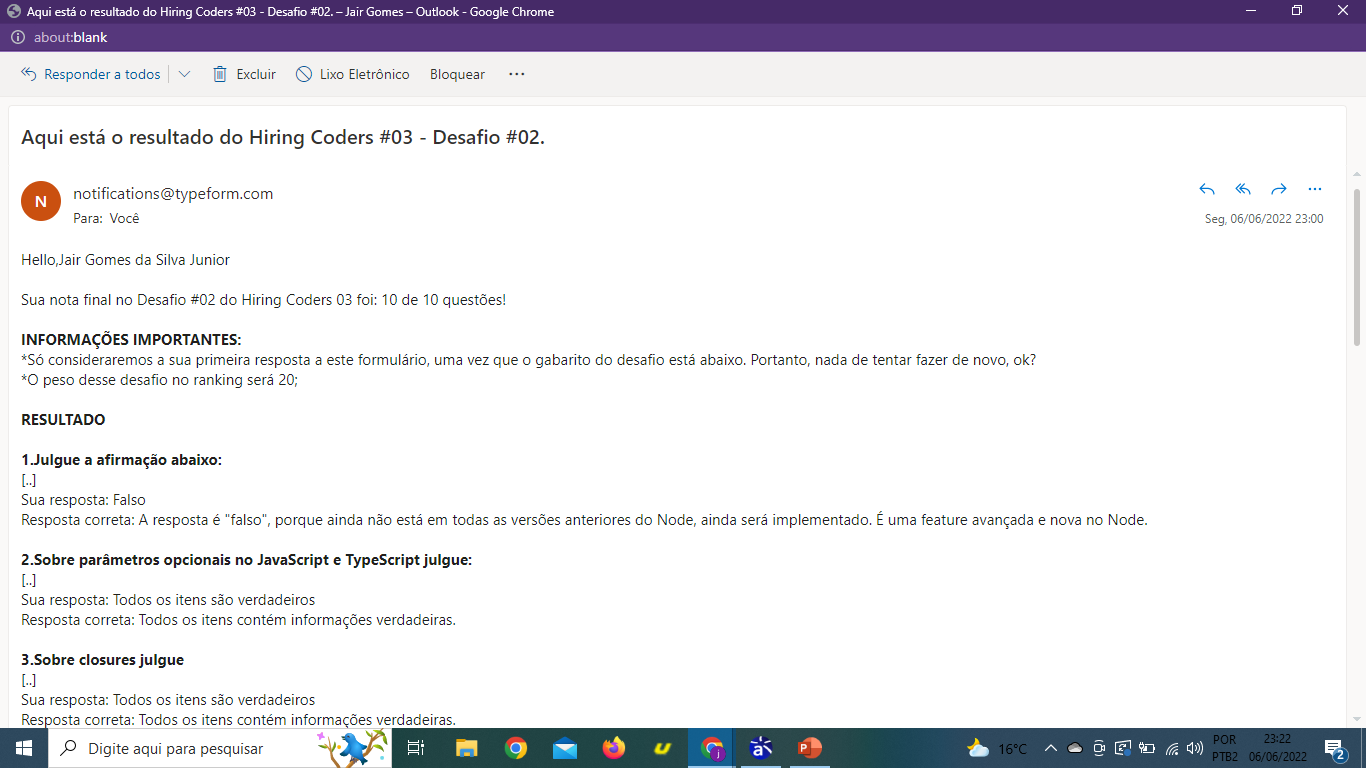 Aqui está o resultado do Hiring Coders #03 - Desafio #02. – Jair Gomes – Outlook - Google Chrome
about:blank
Responder a todos Excluir Lixo Eletrônico Bloquear ...
Aqui está o resultado do Hiring Coders #03 - Desafio #02.
N
notifications@typeform.com
Para: Você
Seg, 06/06/2022 23:00
Hello,Jair Gomes da Silva Junior
Sua nota final no Desafio #02 do Hiring Coders 03 foi: 10 de 10 questões!
INFORMAÇÕES IMPORTANTES:
*Só consideraremos a sua primeira resposta a este formulário, uma vez que o gabarito do desafio está abaixo. Portanto, nada de tentar fazer de novo, ok?
*O peso desse desafio no ranking será 20;
RESULTADO
1.Julgue a afirmação abaixo:
[..]
Sua resposta: Falso
Resposta correta: A resposta é "falso", porque ainda não está em todas as versões anteriores do Node, ainda será implementado. É uma feature avançada e nova no Node.
2.Sobre parâmetros opcionais no JavaScript e TypeScript julgue:
[..]
Sua resposta: Todos os itens são verdadeiros
Resposta correta: Todos os itens contém informações verdadeiras.
3.Sobre closures julgue
[..]
Sua resposta: Todos os itens são verdadeiros
Resposta correta: Todos os itens contém informações verdadeiras.
Digite aqui para pesquisar
16°C
POR
PTB2
23:22
06/06/2022
2